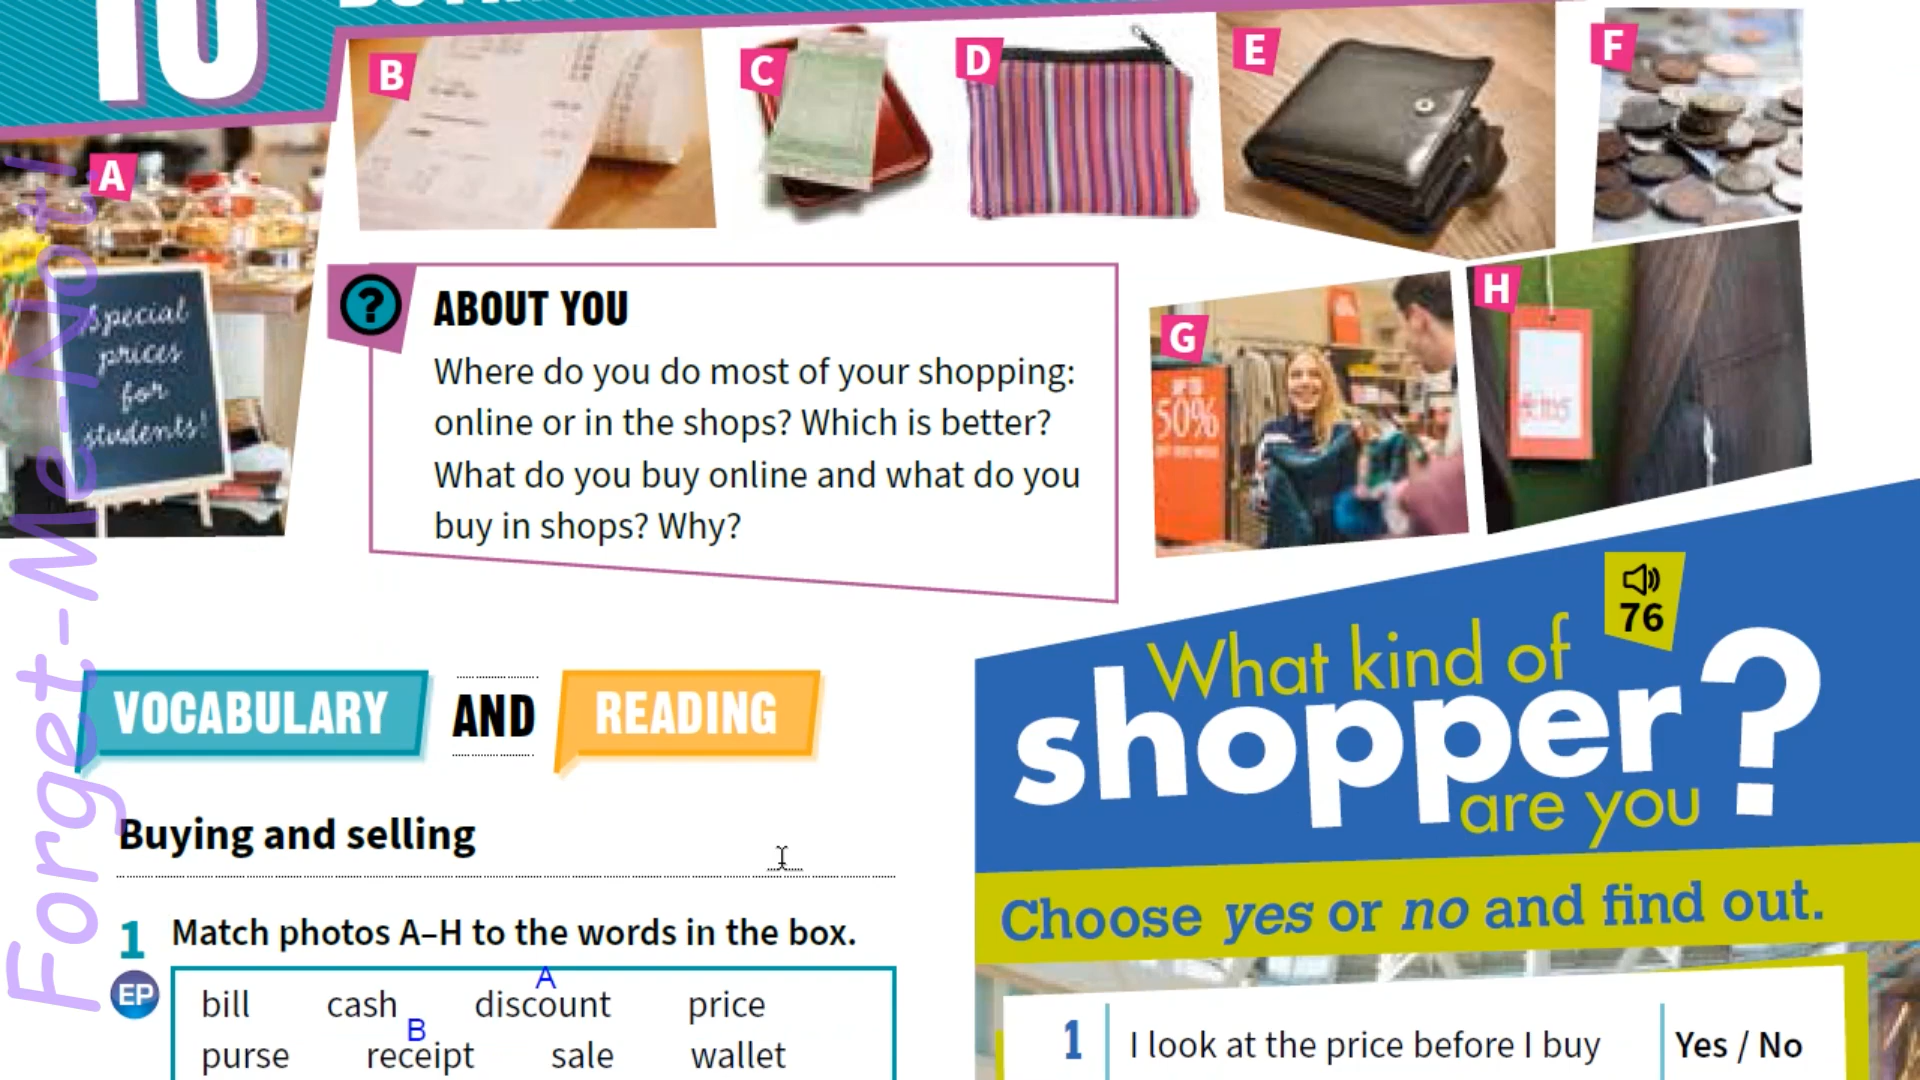 10
B
C
D
E
F
A
Special
prices
for
students!
?
ABOUT YOU
Where do you do most of your shopping:
online or in the shops? Which is better?
What do you buy online and what do you
buy in shops? Why?
G
50%
H
Forget-Me-Not!
VOCABULARY AND READING
Buying and selling
1 Match photos A–H to the words in the box.
EP
A
bill cash discount price
B
purse receipt sale wallet
76
What kind of
shopper?
are you
Choose yes or no and find out.
1 I look at the price before I buy Yes / No